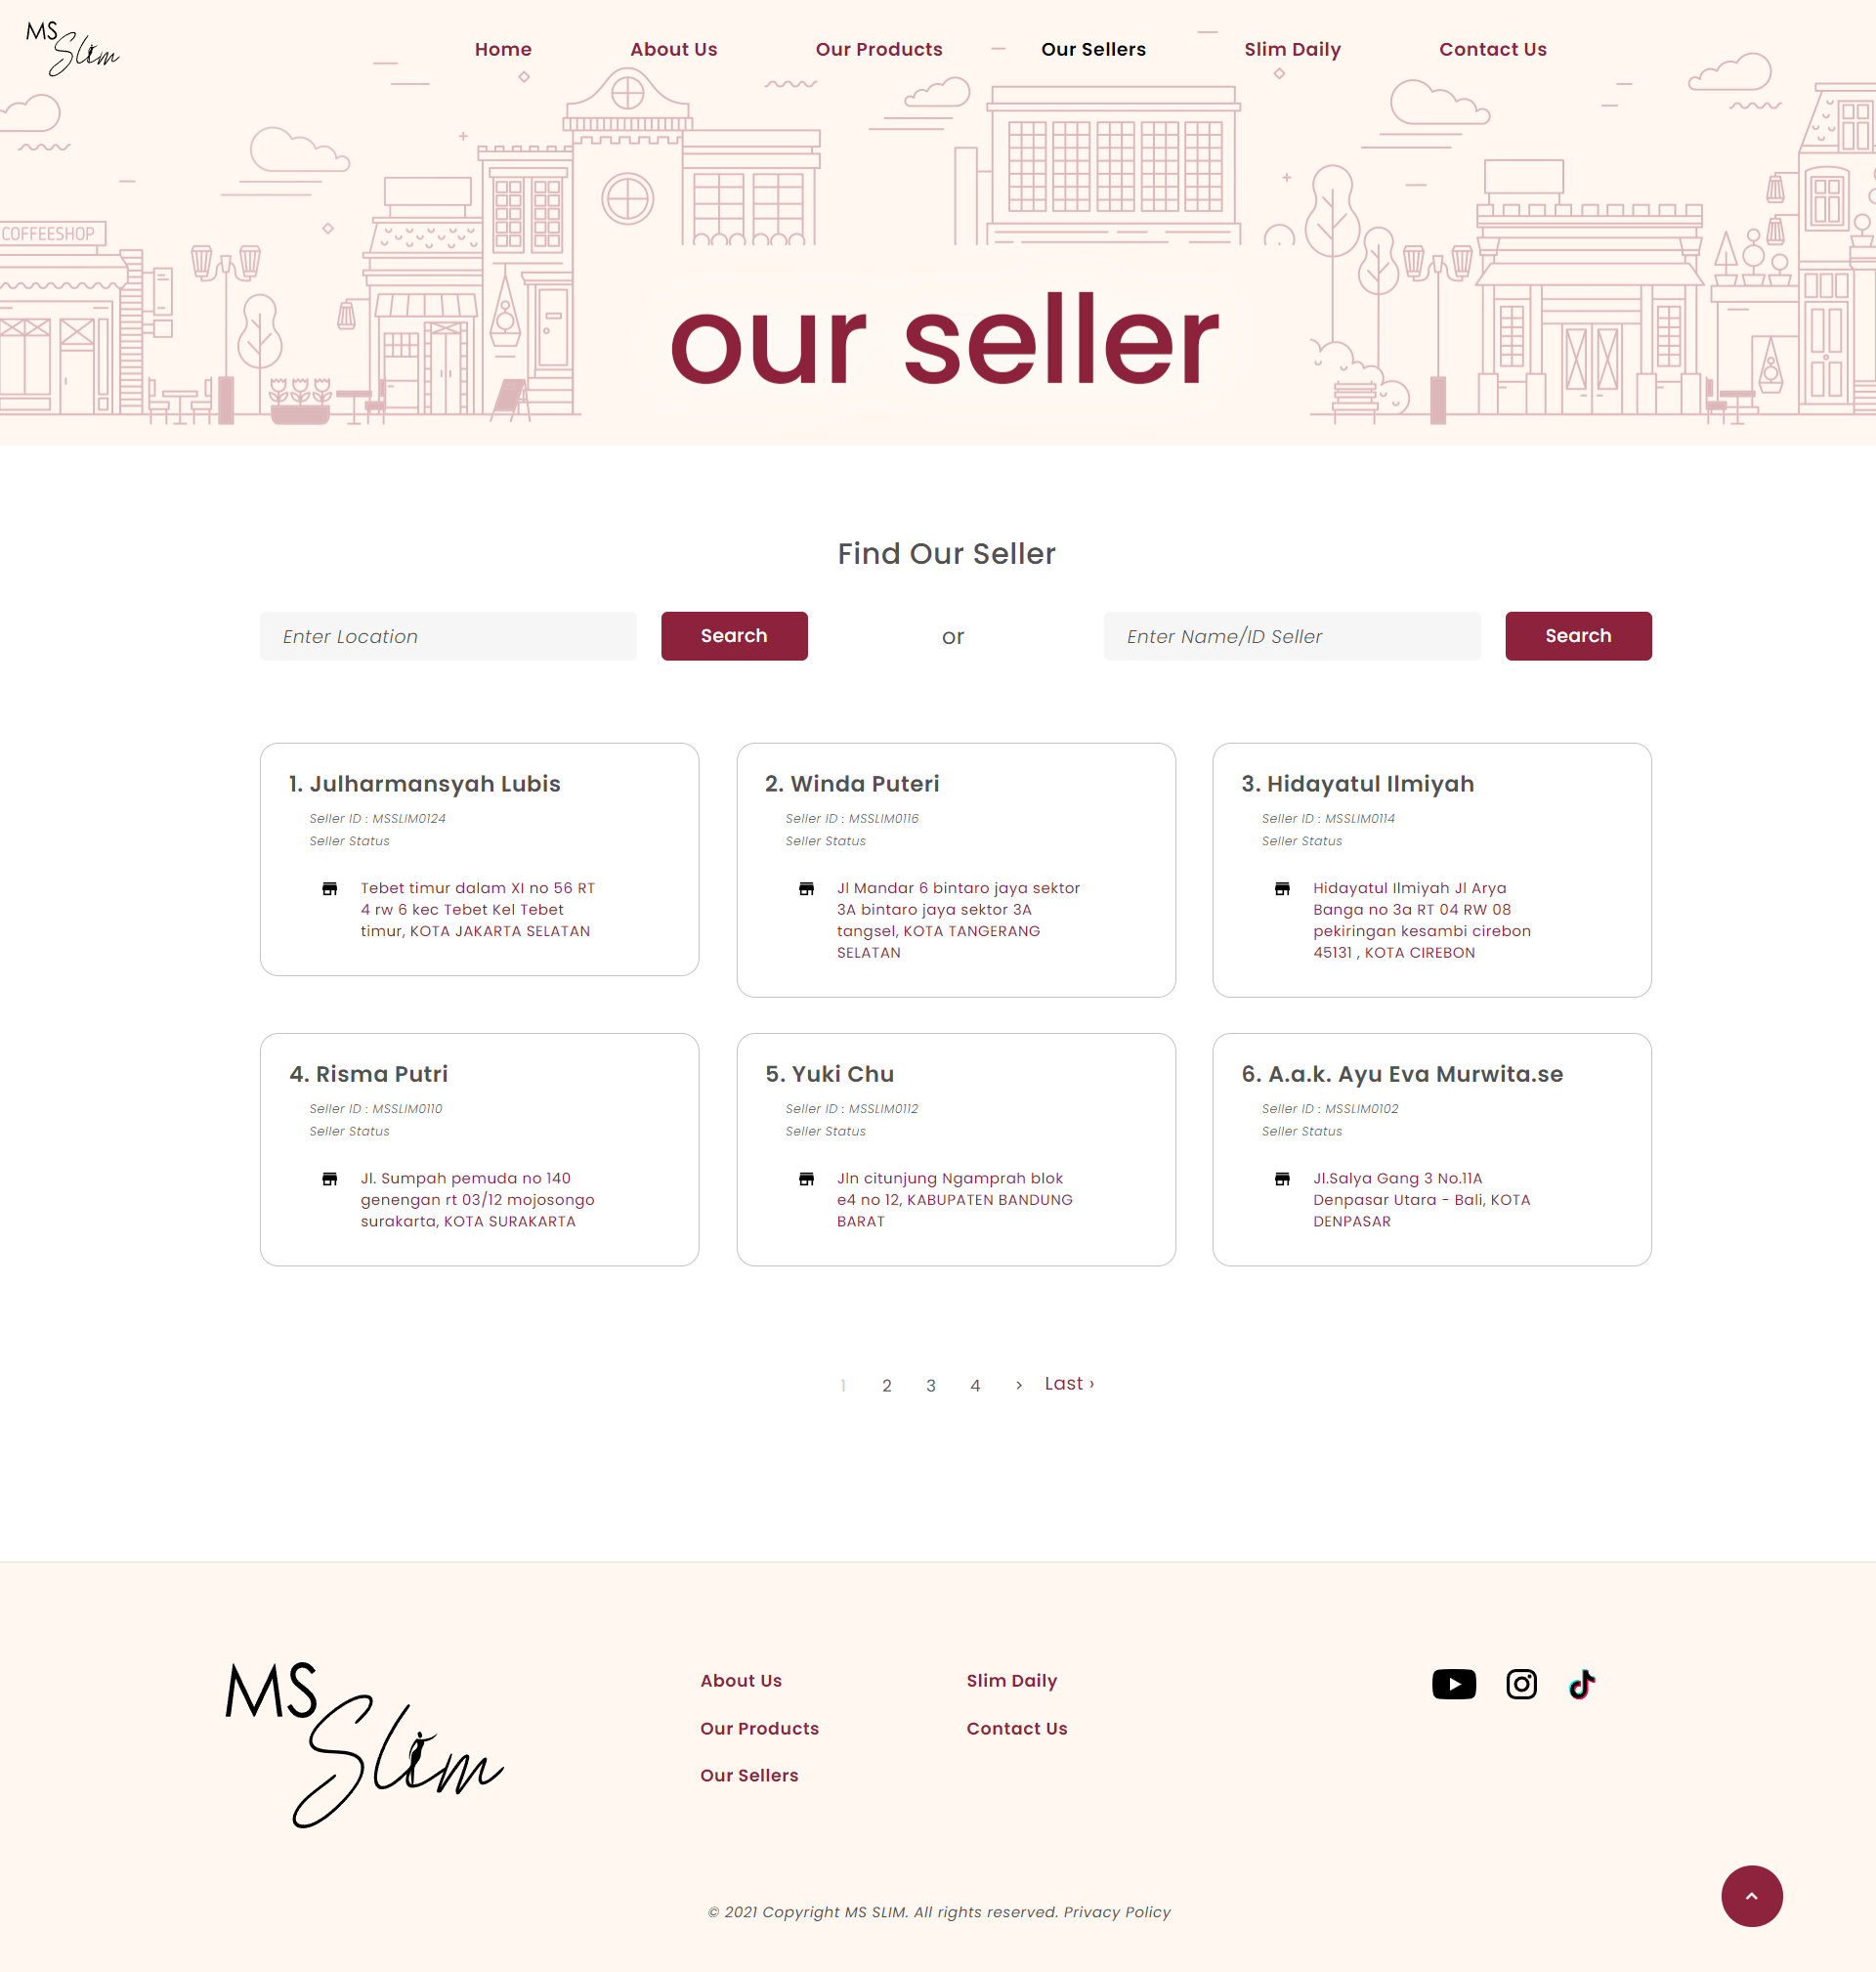 MS
Slim
Home
About Us
Our Products
Our Sellers
Slim Daily
Contact Us
COFFEESHOP
our seller
Find Our Seller
Enter Location
Search
or
Enter Name/ID Seller
Search
1. Julharmansyah Lubis
Seller ID : MSSLIM0124
Seller Status
Tebet timur dalam XI no 56 RT
4 rw 6 kec Tebet Kel Tebet
timur, KOTA JAKARTA SELATAN
2. Winda Puteri
Seller ID : MSSLIM0116
Seller Status
Jl Mandar 6 bintaro jaya sektor
3A bintaro jaya sektor 3A
tangsel, KOTA TANGERANG
SELATAN
3. Hidayatul Ilmiyah
Seller ID : MSSLIM0114
Seller Status
Hidayatul Ilmiyah Jl Arya
Banga no 3a RT 04 RW 08
pekiringan kesambi cirebon
45131 , KOTA CIREBON
4. Risma Putri
Seller ID : MSSLIM0110
Seller Status
Jl. Sumpah pemuda no 140
genengan rt 03/12 mojosongo
surakarta, KOTA SURAKARTA
5. Yuki Chu
Seller ID : MSSLIM0112
Seller Status
Jln citunjung Ngamprah blok
e4 no 12, KABUPATEN BANDUNG
BARAT
6. A.a.k. Ayu Eva Murwita.se
Seller ID : MSSLIM0102
Seller Status
Jl.Salya Gang 3 No.11A
Denpasar Utara - Bali, KOTA
DENPASAR
1 2 3 4 > Last ›
MS
Slim
About Us
Our Products
Our Sellers
Slim Daily
Contact Us
© 2021 Copyright MS SLIM. All rights reserved. Privacy Policy